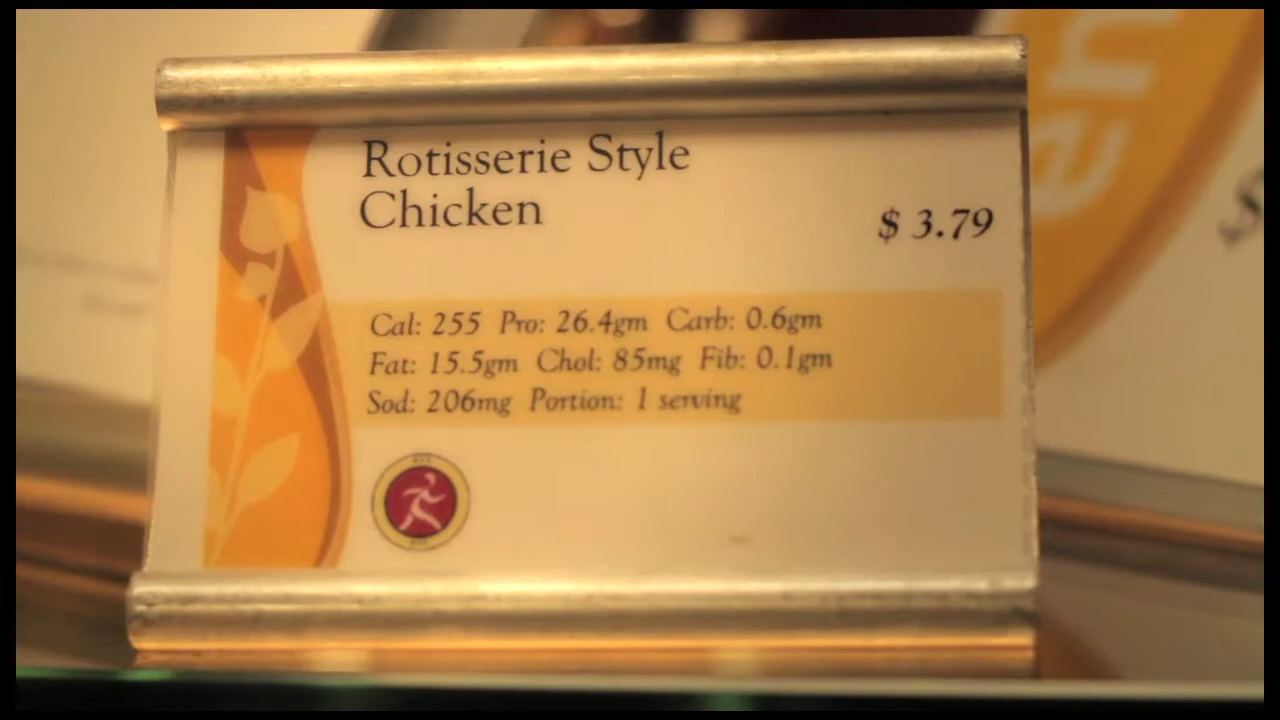 Rotisserie Style
Chicken
$ 3.79
Cal: 255 Pro: 26.4gm Carb: 0.6gm
Fat: 15.5gm Chol: 85mg Fib: 0.1gm
Sod: 206mg Portion: 1 serving
en
$